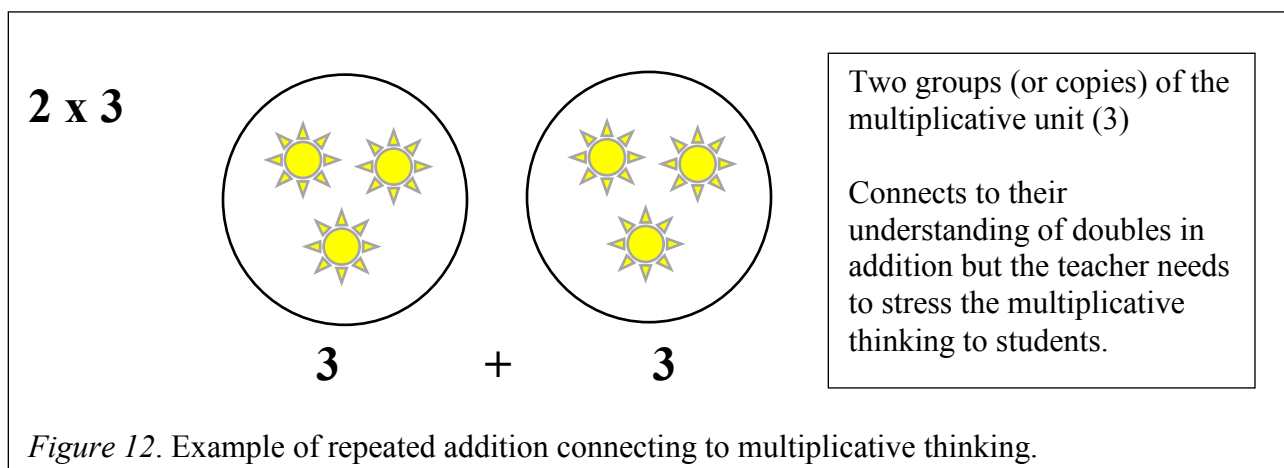 2 x 3
3 + 3
Two groups (or copies) of the
multiplicative unit (3)
Connects to their
understanding of doubles in
addition but the teacher needs
to stress the multiplicative
thinking to students.
Figure 12. Example of repeated addition connecting to multiplicative thinking.